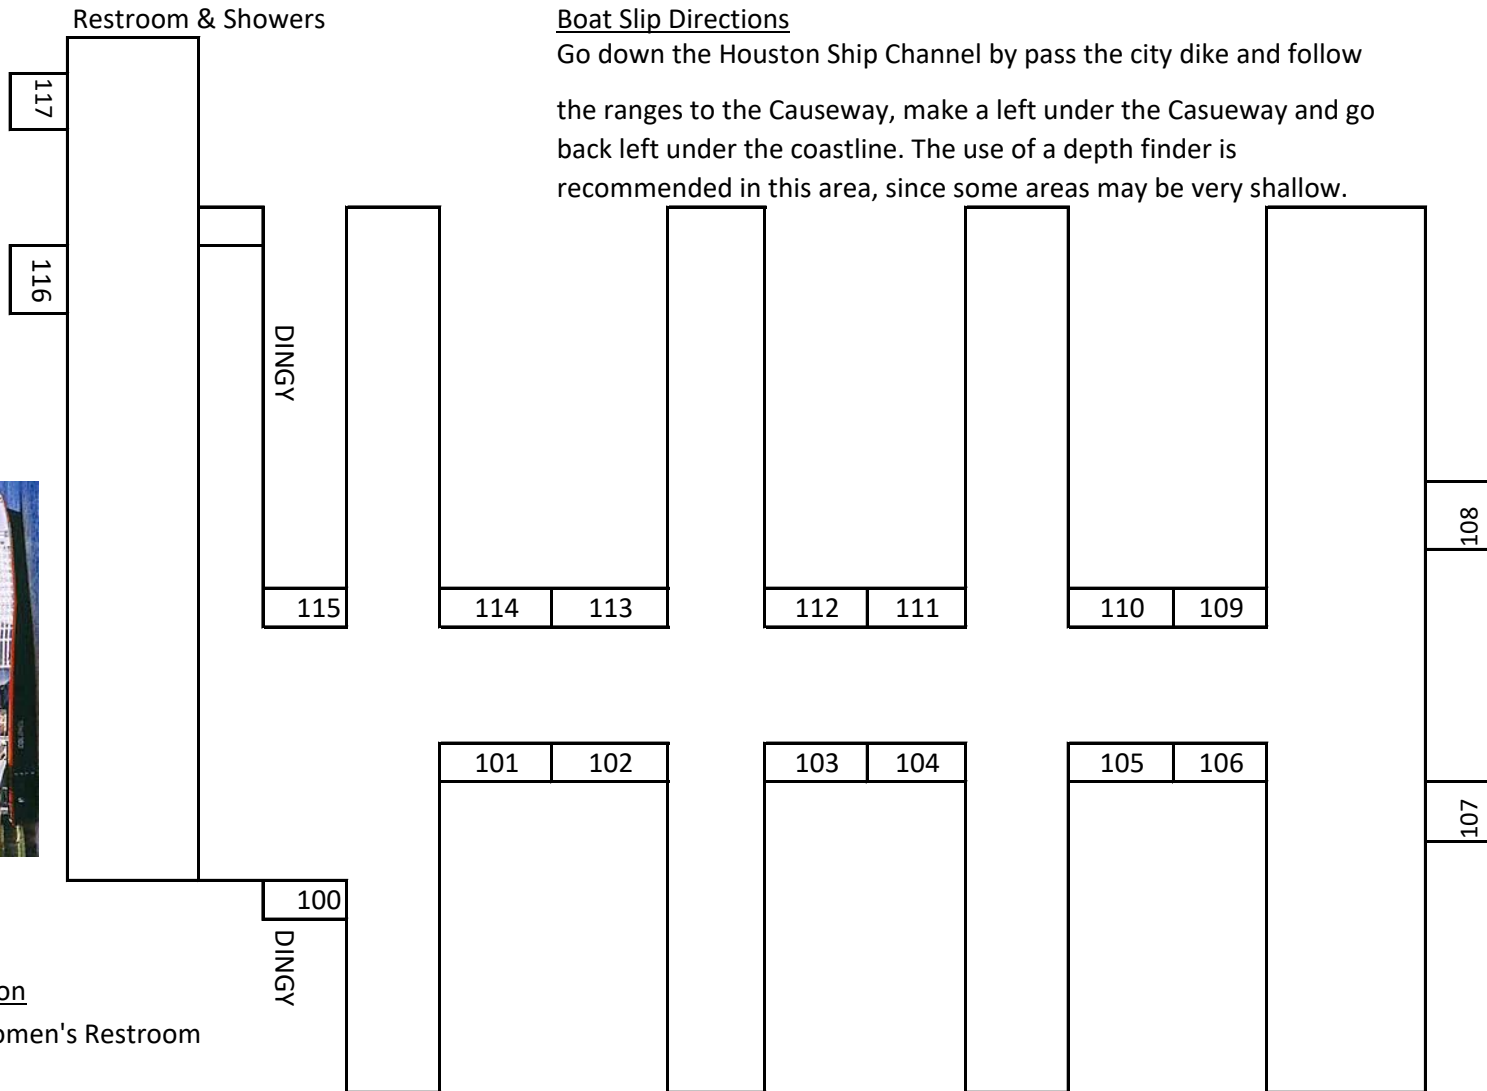 Restroom & Showers
Boat Slip Directions
Go down the Houston Ship Channel by pass the city dike and follow
the ranges to the Causeway, make a left under the Casueway and go
back left under the coastline. The use of a depth finder is
recommended in this area, since some areas may be very shallow.
117
116
DINGY
108
115
114
113
112
111
110
109
101
102
103
104
105
106
107
100
DINGY
on
omen's Restroom